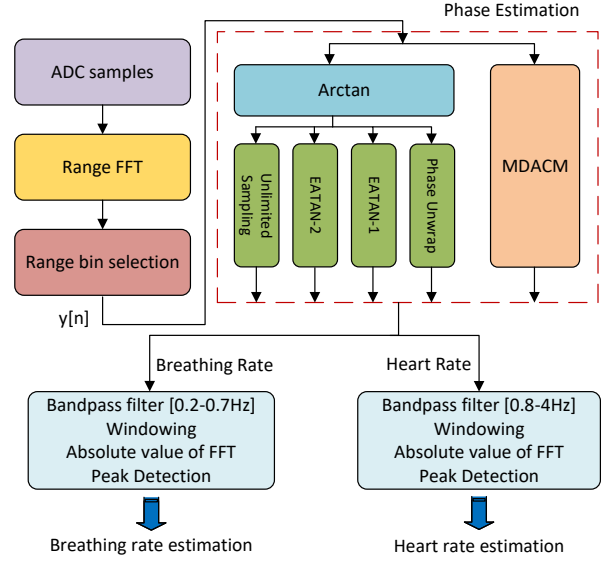 Phase Estimation
ADC samples
Range FFT
Range bin selection
y[n]
Arctan
Unlimited
Sampling
EATAN-2
EATAN-1
Phase Unwrap
MDACM
Breathing Rate
Heart Rate
Bandpass filter [0.2-0.7Hz]
Windowing
Absolute value of FFT
Peak Detection
Bandpass filter [0.8-4Hz]
Windowing
Absolute value of FFT
Peak Detection
Breathing rate estimation
Heart rate estimation